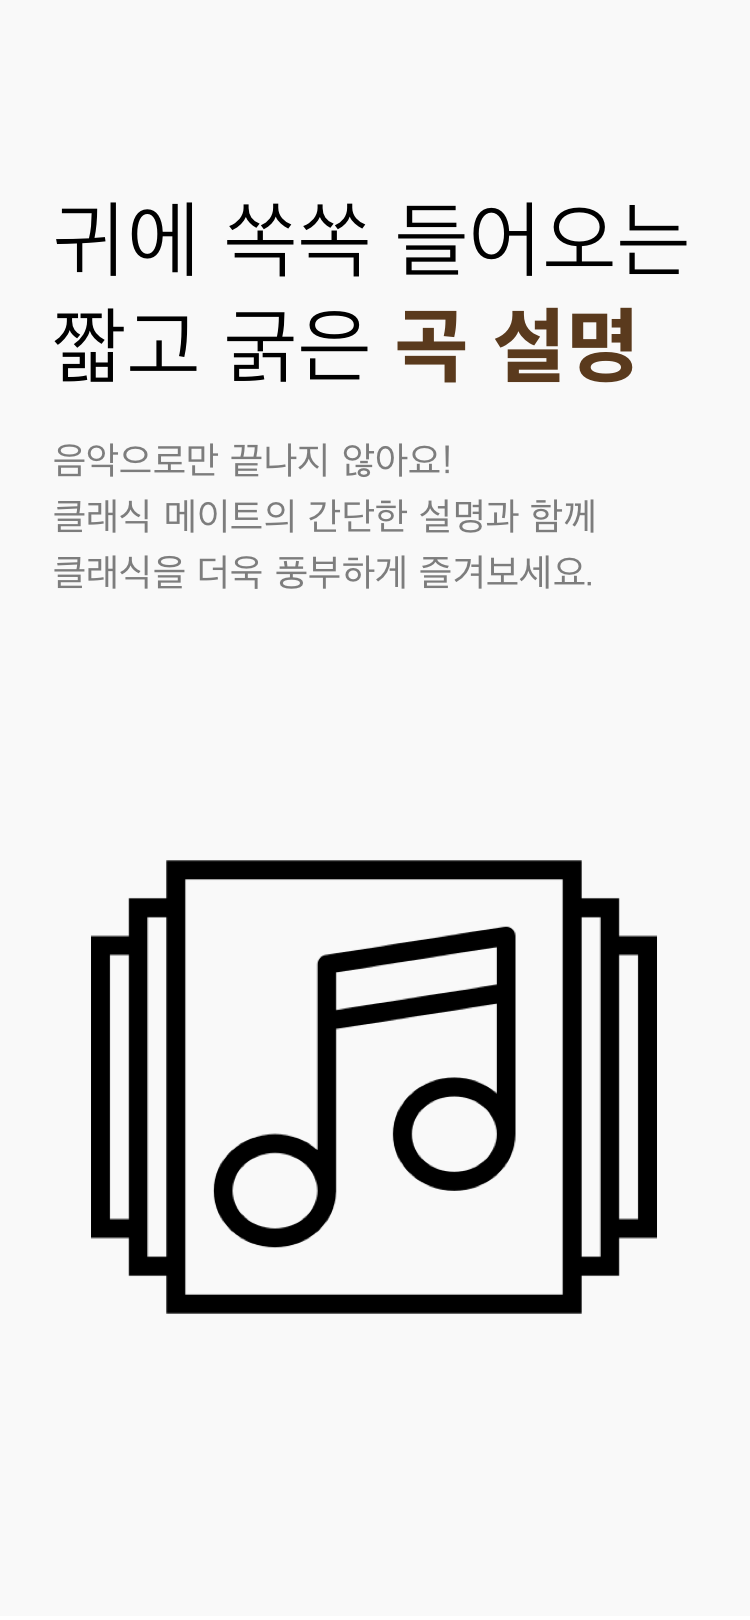 귀에 쏙쏙 들어오는
짧고 굵은 곡 설명
음악으로만 끝나지 않아요!
클래식 메이트의 간단한 설명과 함께
클래식을 더욱 풍부하게 즐겨보세요.